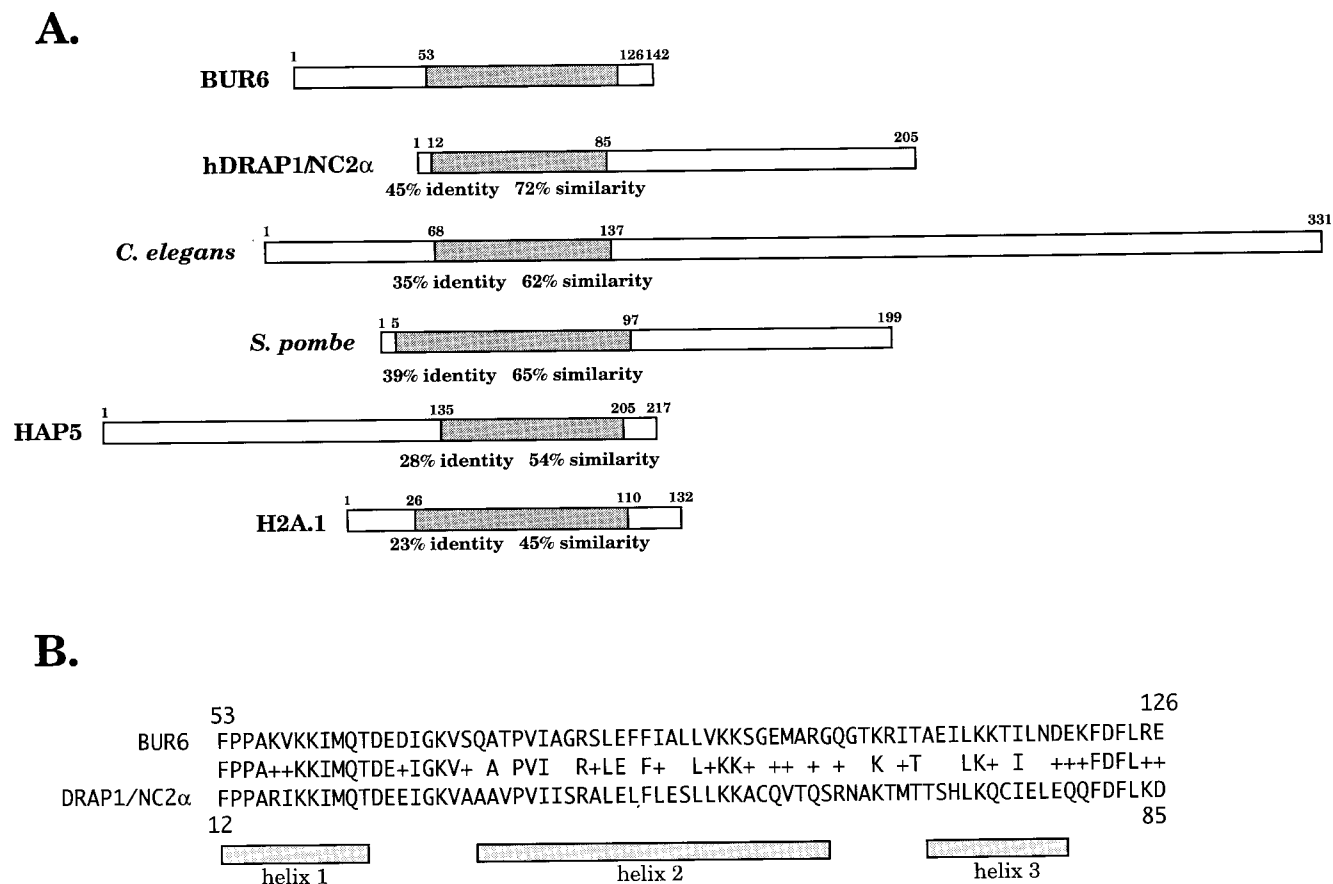 A.
1 53 126 142
BUR6
1 12 85 205
hDRAP1/NC2α
45% identity 72% similarity
1 68 137 331
C. elegans
35% identity 62% similarity
1 5 97 199
S. pombe
39% identity 65% similarity
1 135 205 217
HAP5
28% identity 54% similarity
1 26 110 132
H2A.1
23% identity 45% similarity
B.
53 126
BUR6 FPPAKVKKIMQTDEDIGKVSQATPVIAGRSLEFFIALLVKKSGEMARGQGTKRITAEILKKTILNDEKFDFLRE
FPPA++KKIMQTDE+IGKV+ A PVI R+LE F+ L+KK+ ++ + + K +T LK+ I +++FDFL++
DRAP1/NC2α FPPARIKKIMQTDEEIGKVAAAVPVIISRALELFLESLLKKACQVTQSRNAKTMTTSHLKQCIELEQQFDFLKD
12 85
helix 1 helix 2 helix 3